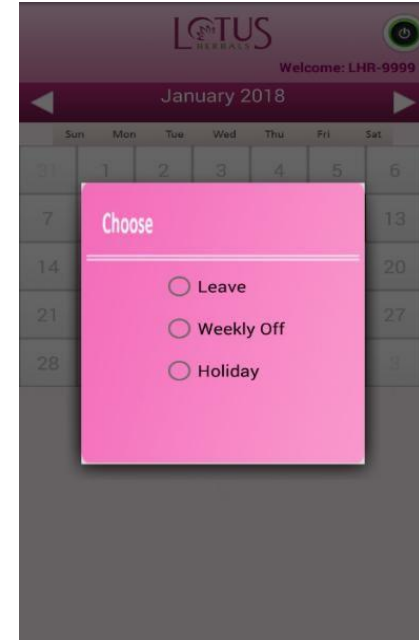 LOTUS
HERBALS
Welcome: LHR-9999
January 2018
Sun Mon Tue Wed Thu Fri Sat
31 1 2 3 4 5 6
7 13
14 20
21 27
28 3
Choose
Leave
Weekly Off
Holiday